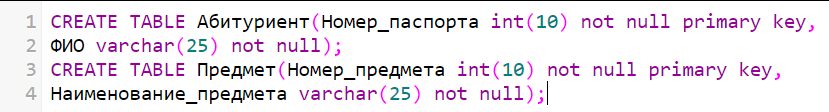 1 CREATE TABLE Абитуриент(Номер_паспорта int(10) not null primary key,
2 ФИО varchar(25) not null);
3 CREATE TABLE Предмет(Номер_предмета int(10) not null primary key,
4 Наименование_предмета varchar(25) not null);